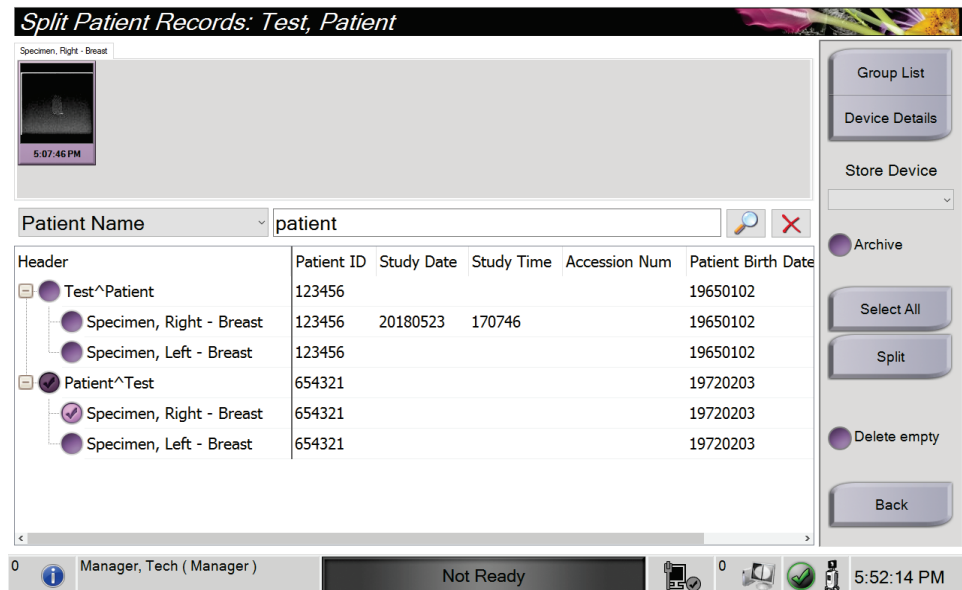 Split Patient Records: Test, Patient
Specimen, Right - Breast
5:07:46 PM
Group List
Device Details
Store Device
Archive
Select All
Split
Delete empty
Back
Patient Name patient
Header Patient ID Study Date Study Time Accession Num Patient Birth Date
Test^Patient 123456 19650102
Specimen, Right - Breast 123456 20180523 170746 19650102
Specimen, Left - Breast 123456 19650102
Patient^Test 654321 19720203
Specimen, Right - Breast 654321 19720203
Specimen, Left - Breast 654321 19720203
0 Manager, Tech ( Manager ) Not Ready 0 5:52:14 PM